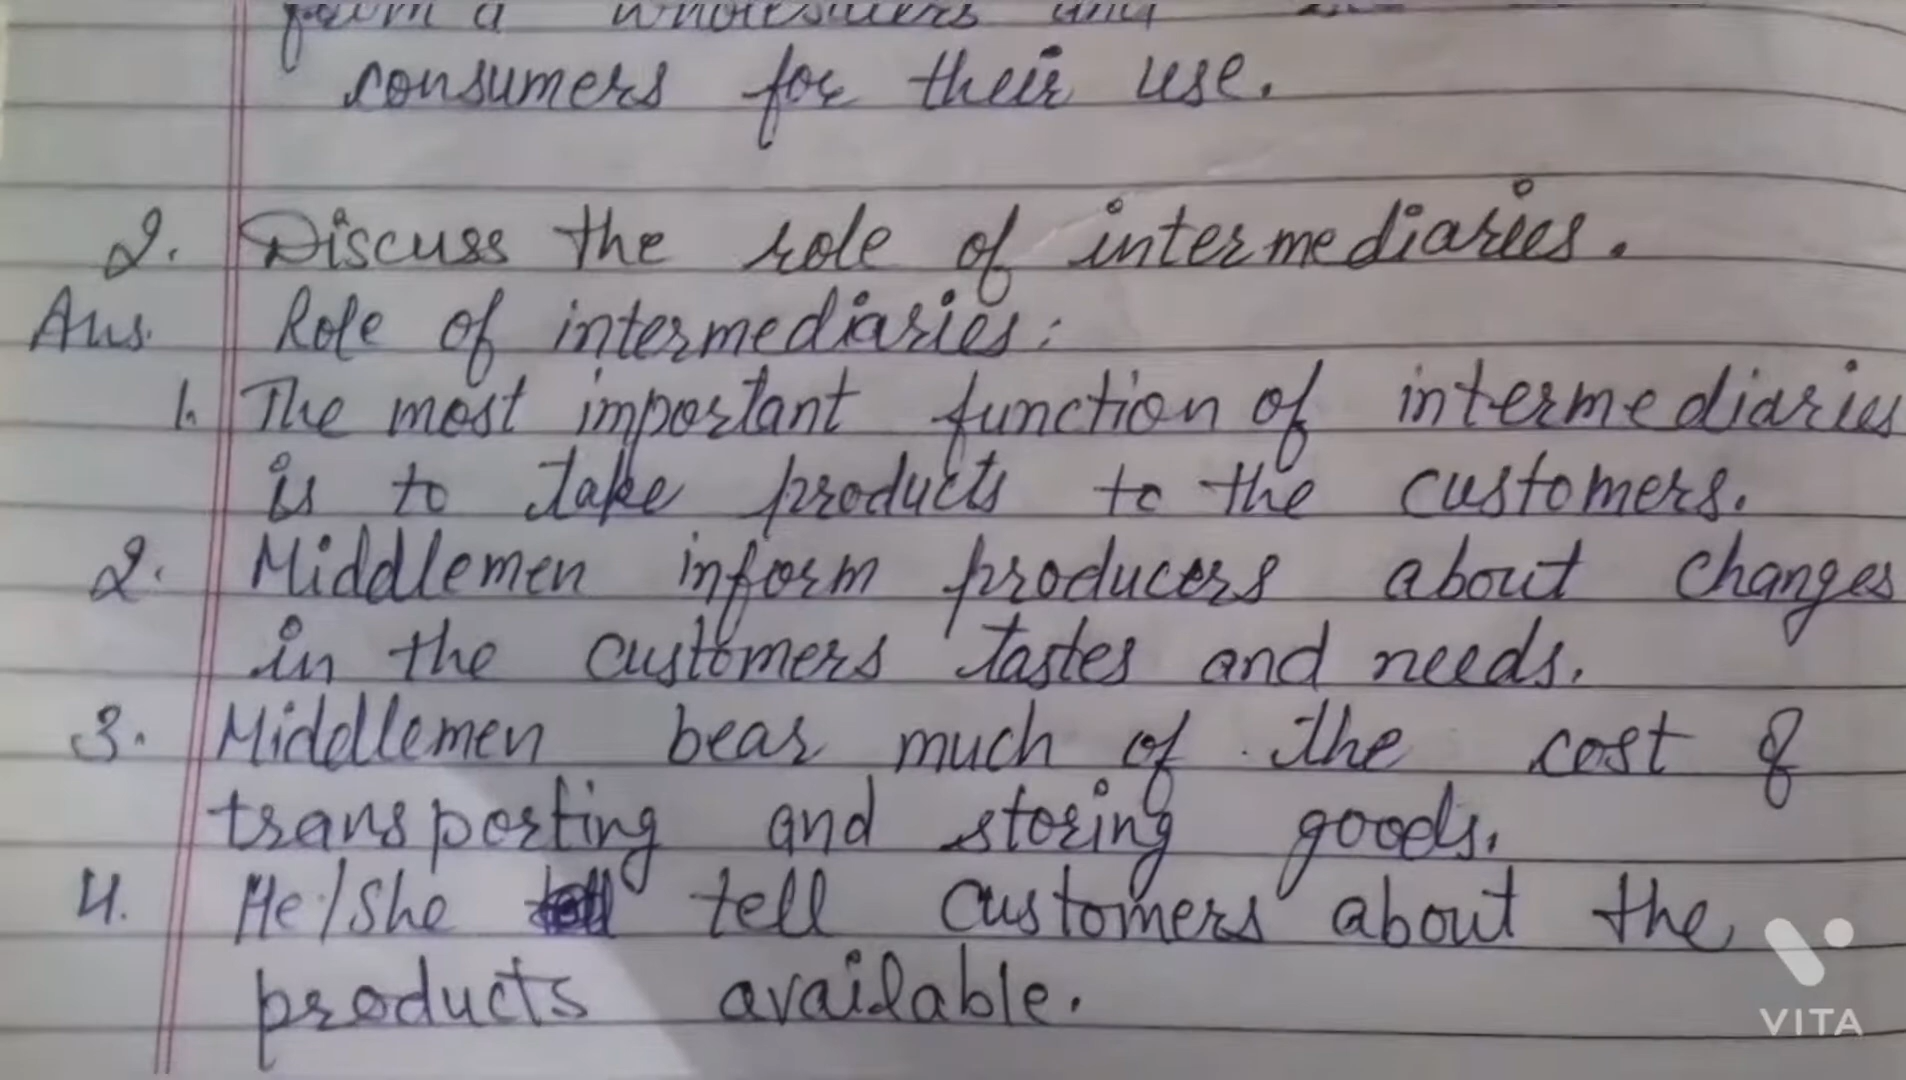 from a wholesalers and
consumers for their use.
2. Discuss the role of intermediaries.
Ans. Role of intermediaries:
1. The most important function of intermediaries
is to take products to the customers.
2. Middlemen inform producers about changes
in the customers' tastes and needs.
3. Middlemen bear much of the cost of
transporting and storing goods.
4. He/She tell customers about the
products available.
VITA